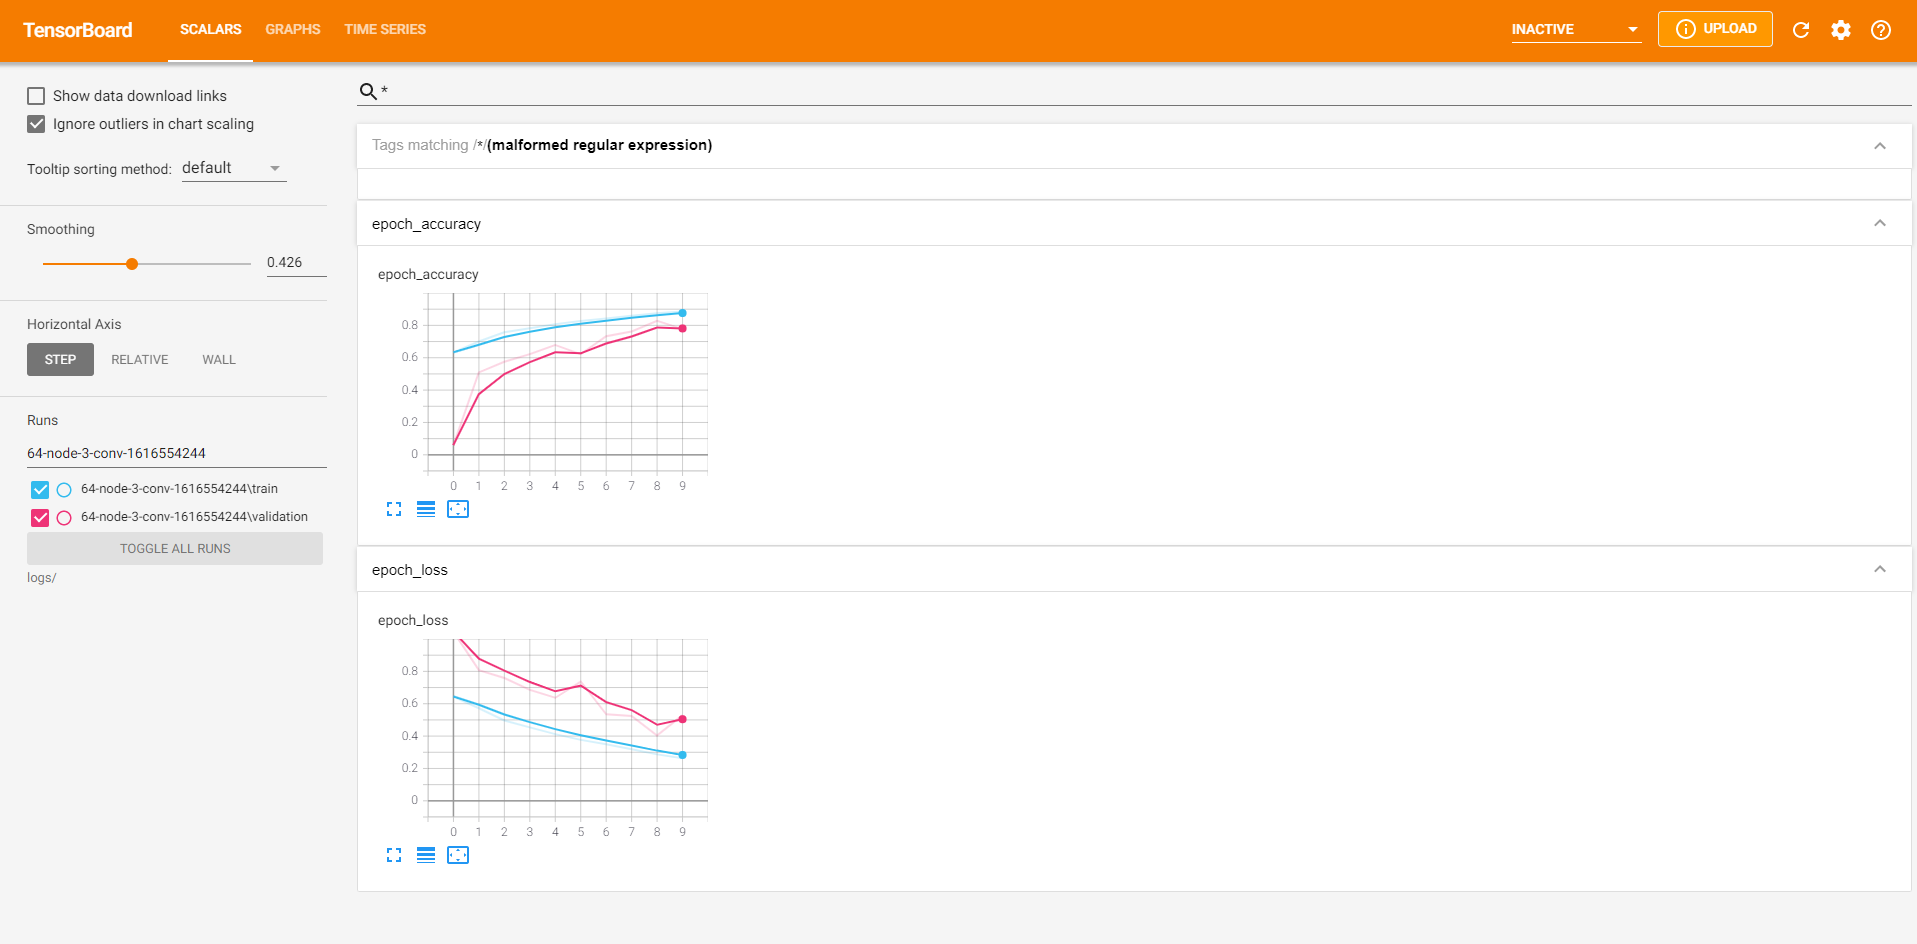 TensorBoard SCALARS GRAPHS TIME SERIES INACTIVE UPLOAD
Show data download links
Ignore outliers in chart scaling
Tooltip sorting method: default
Smoothing
0.426
Horizontal Axis
STEP RELATIVE WALL
Runs
64-node-3-conv-1616554244
64-node-3-conv-1616554244\train
64-node-3-conv-1616554244\validation
TOGGLE ALL RUNS
logs/
*
Tags matching /*/(malformed regular expression)
epoch_accuracy
epoch_accuracy
0.8
0.6
0.4
0.2
0
0 1 2 3 4 5 6 7 8 9
epoch_loss
epoch_loss
0.8
0.6
0.4
0.2
0
0 1 2 3 4 5 6 7 8 9